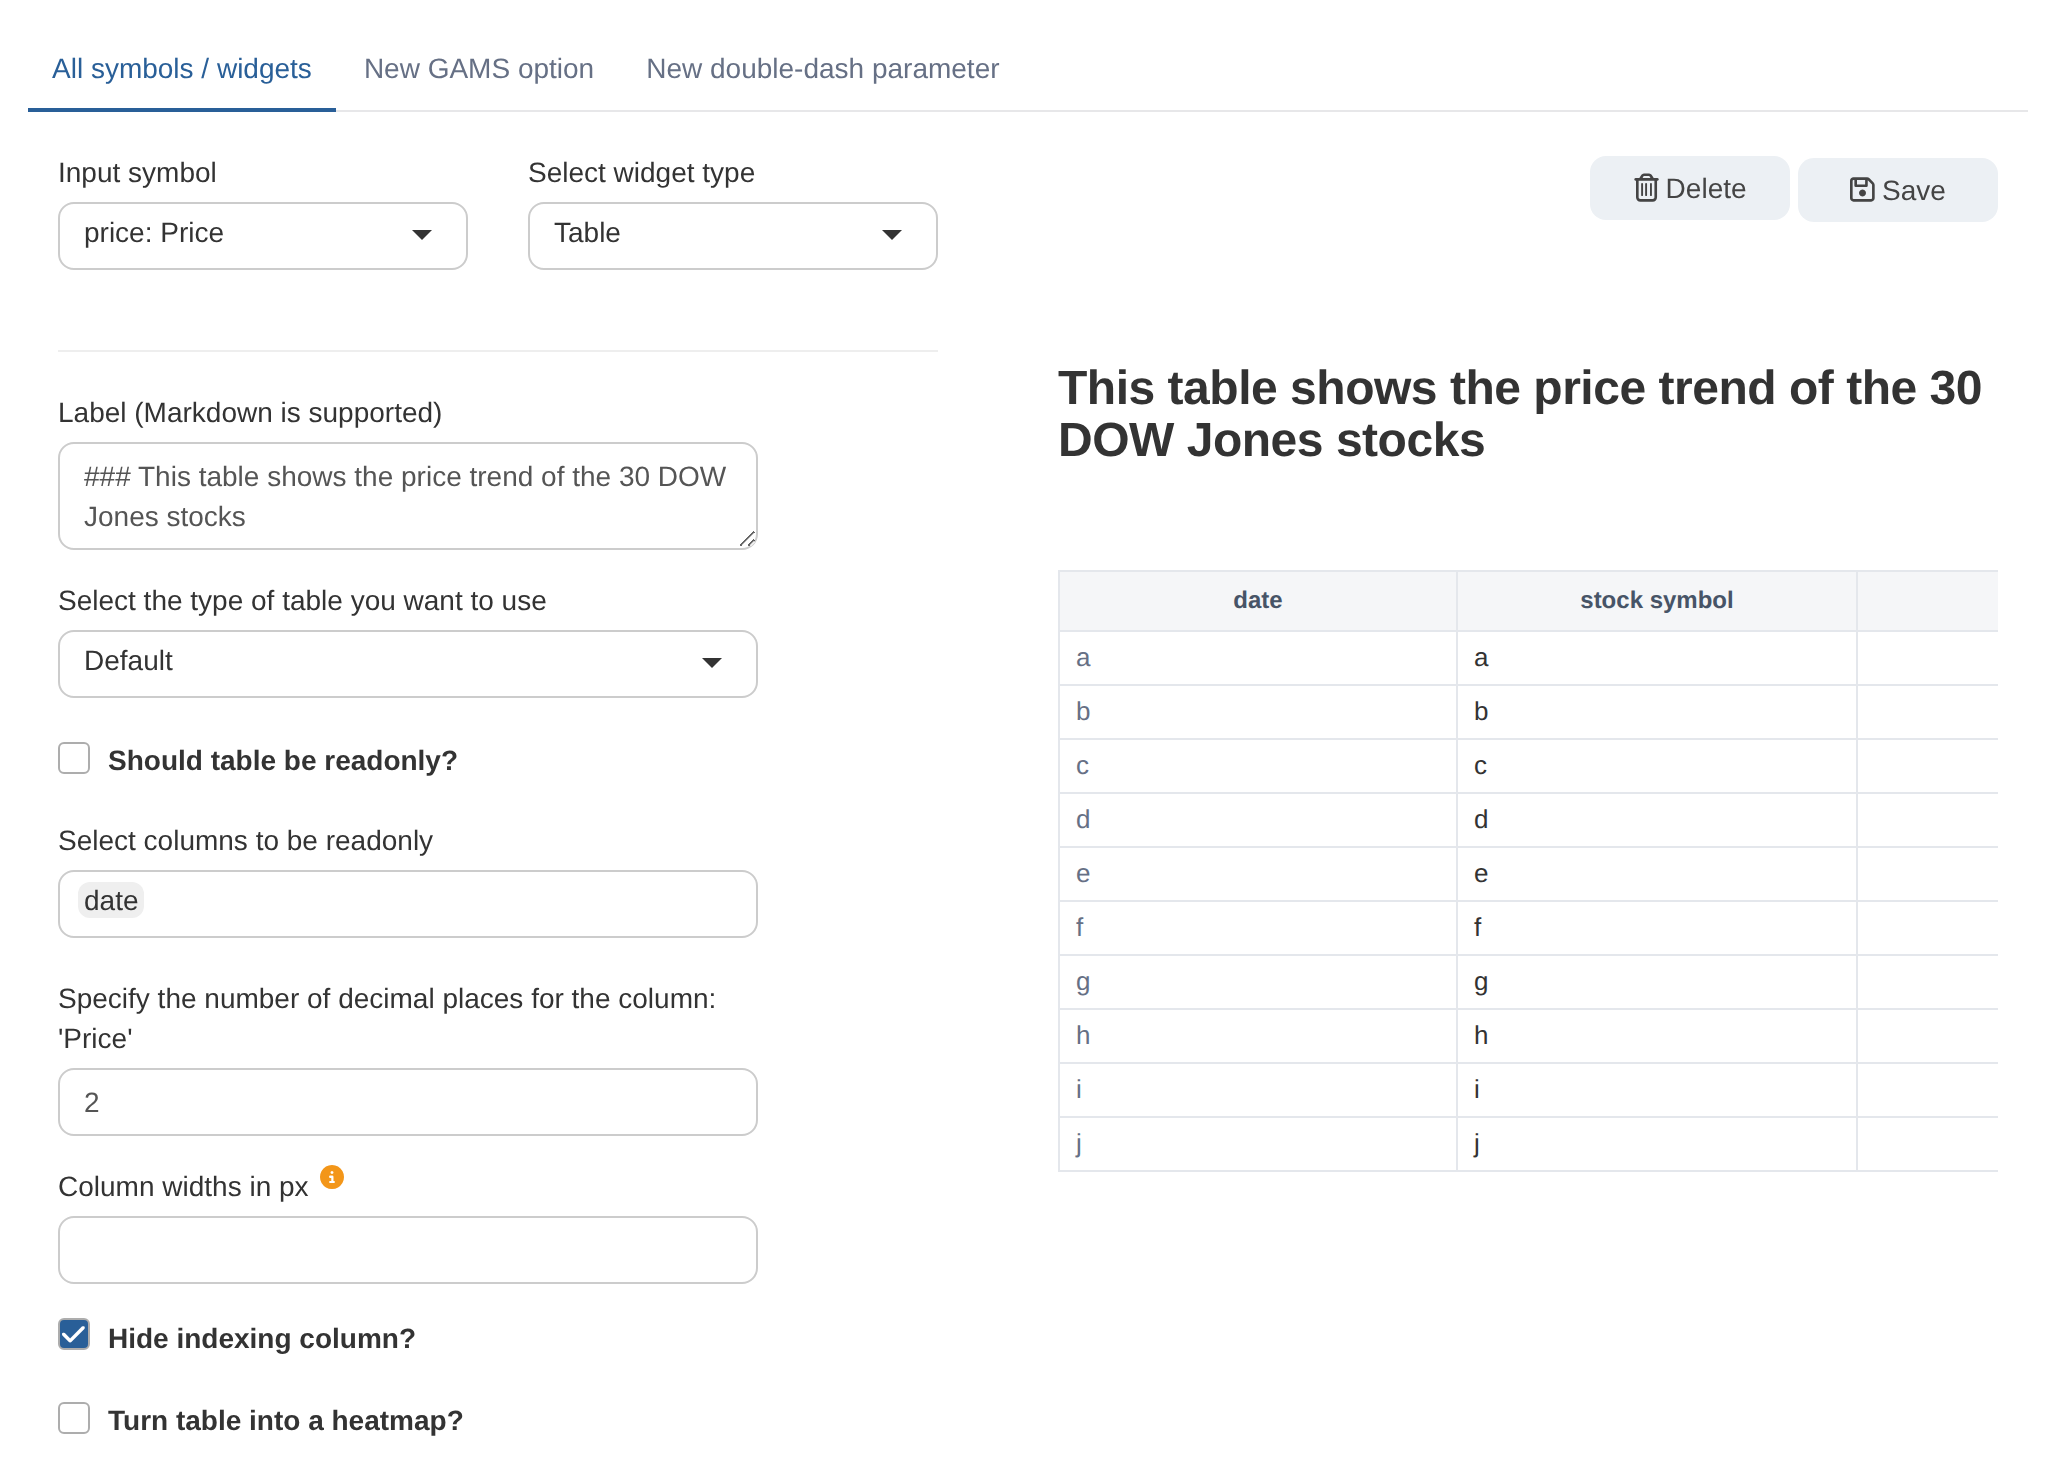 All symbols / widgets New GAMS option New double-dash parameter
Input symbol Select widget type
price: Price Table
Delete Save
Label (Markdown is supported)
### This table shows the price trend of the 30 DOW
Jones stocks
Select the type of table you want to use
Default
Should table be readonly?
Select columns to be readonly
date
Specify the number of decimal places for the column:
'Price'
2
Column widths in px
Hide indexing column?
Turn table into a heatmap?
This table shows the price trend of the 30
DOW Jones stocks
date stock symbol
a a
b b
c c
d d
e e
f f
g g
h h
i i
j j